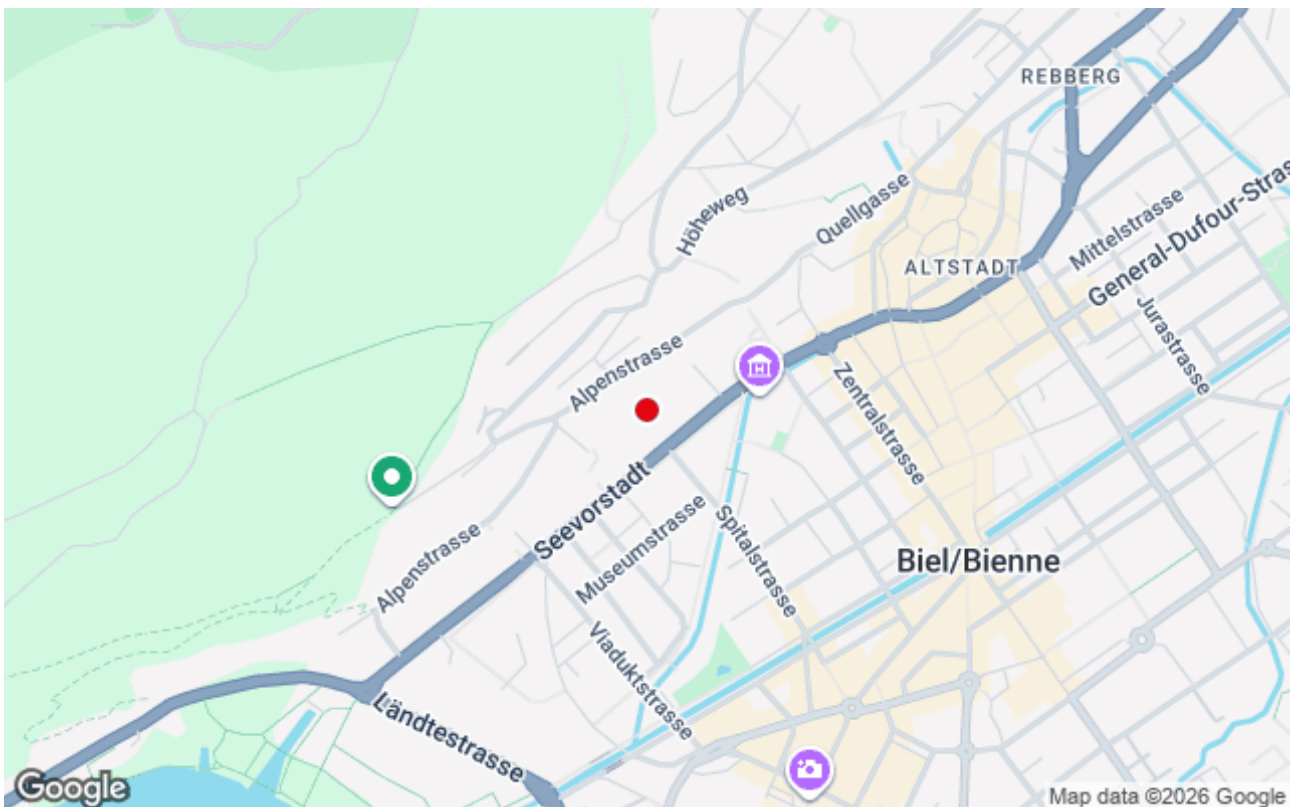 REBBERG
Höheweg
Quellgasse
Mittelstrasse
General-Dufour-Stras
ALTSTADT
Jurastrasse
Alpenstrasse
Zentralstrasse
Seevorstadt
Museumstrasse
Spitalstrasse
Biel/Bienne
Alpenstrasse
Viaduktstrasse
Ländtestrasse
Google
Map data ©2026 Google